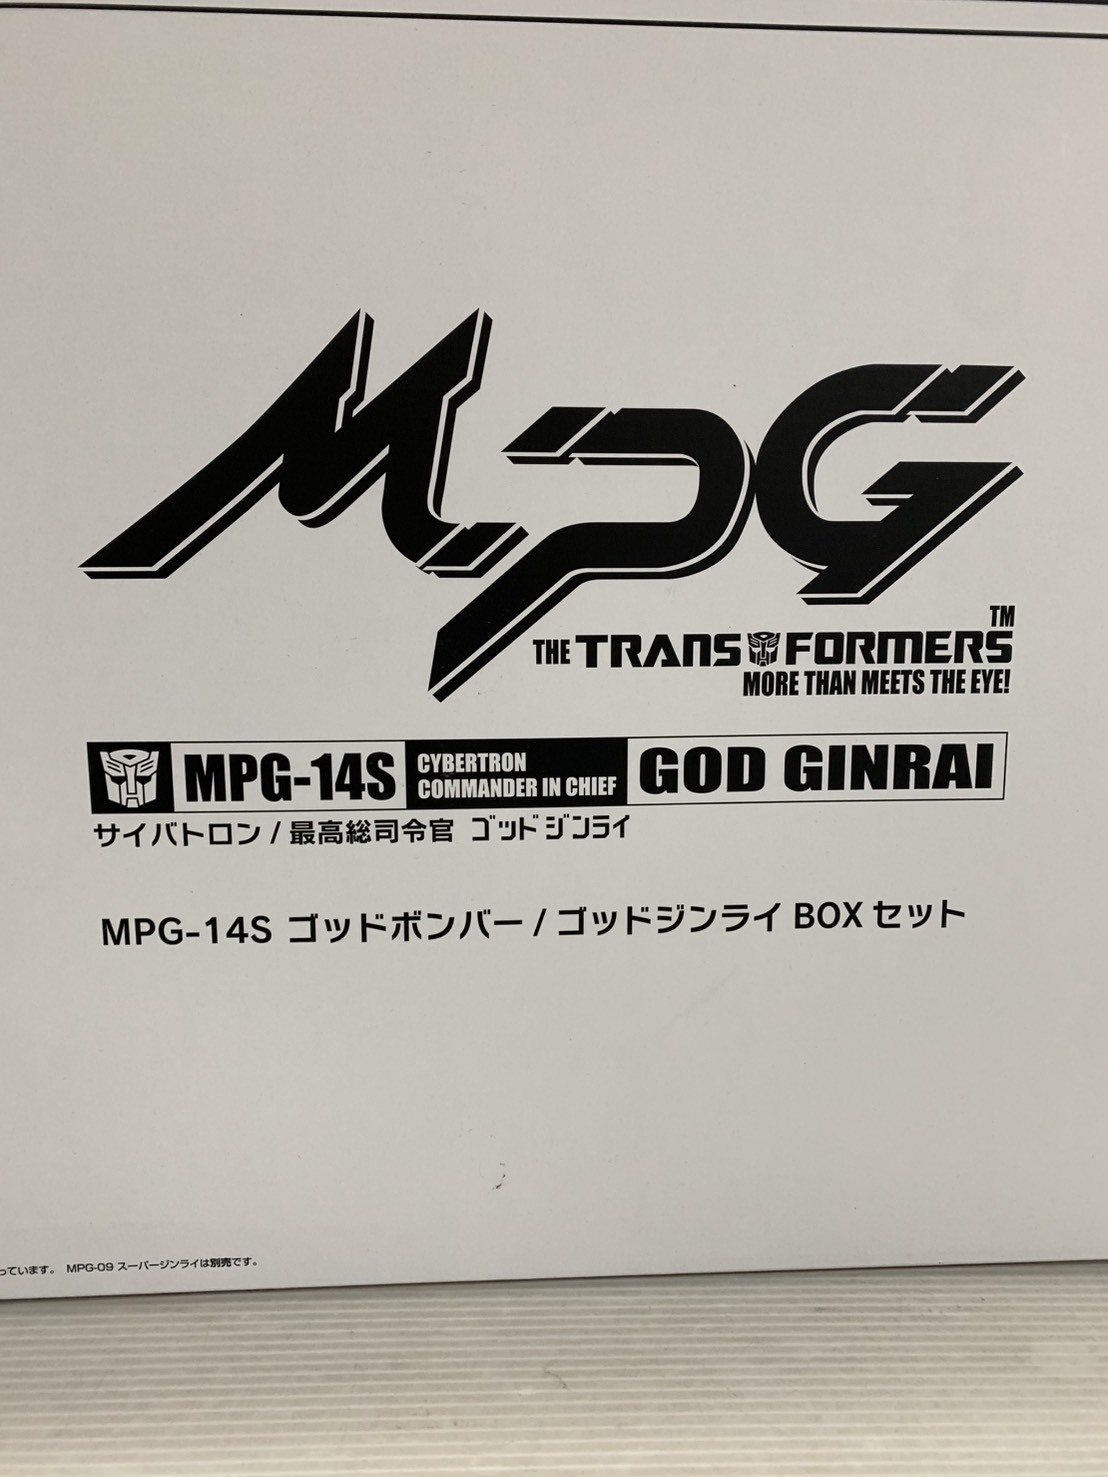 MPG
TM
THE TRANSFORMERS
MORE THAN MEETS THE EYE!
MPG-14S CYBERTRON COMMANDER IN CHIEF GOD GINRAI
サイバトロン / 最高総司令官 ゴッドジンライ
MPG-14S ゴッドボンバー / ゴッドジンライ BOX セット
っています。 MPG-09 スーパージンライは別売です。